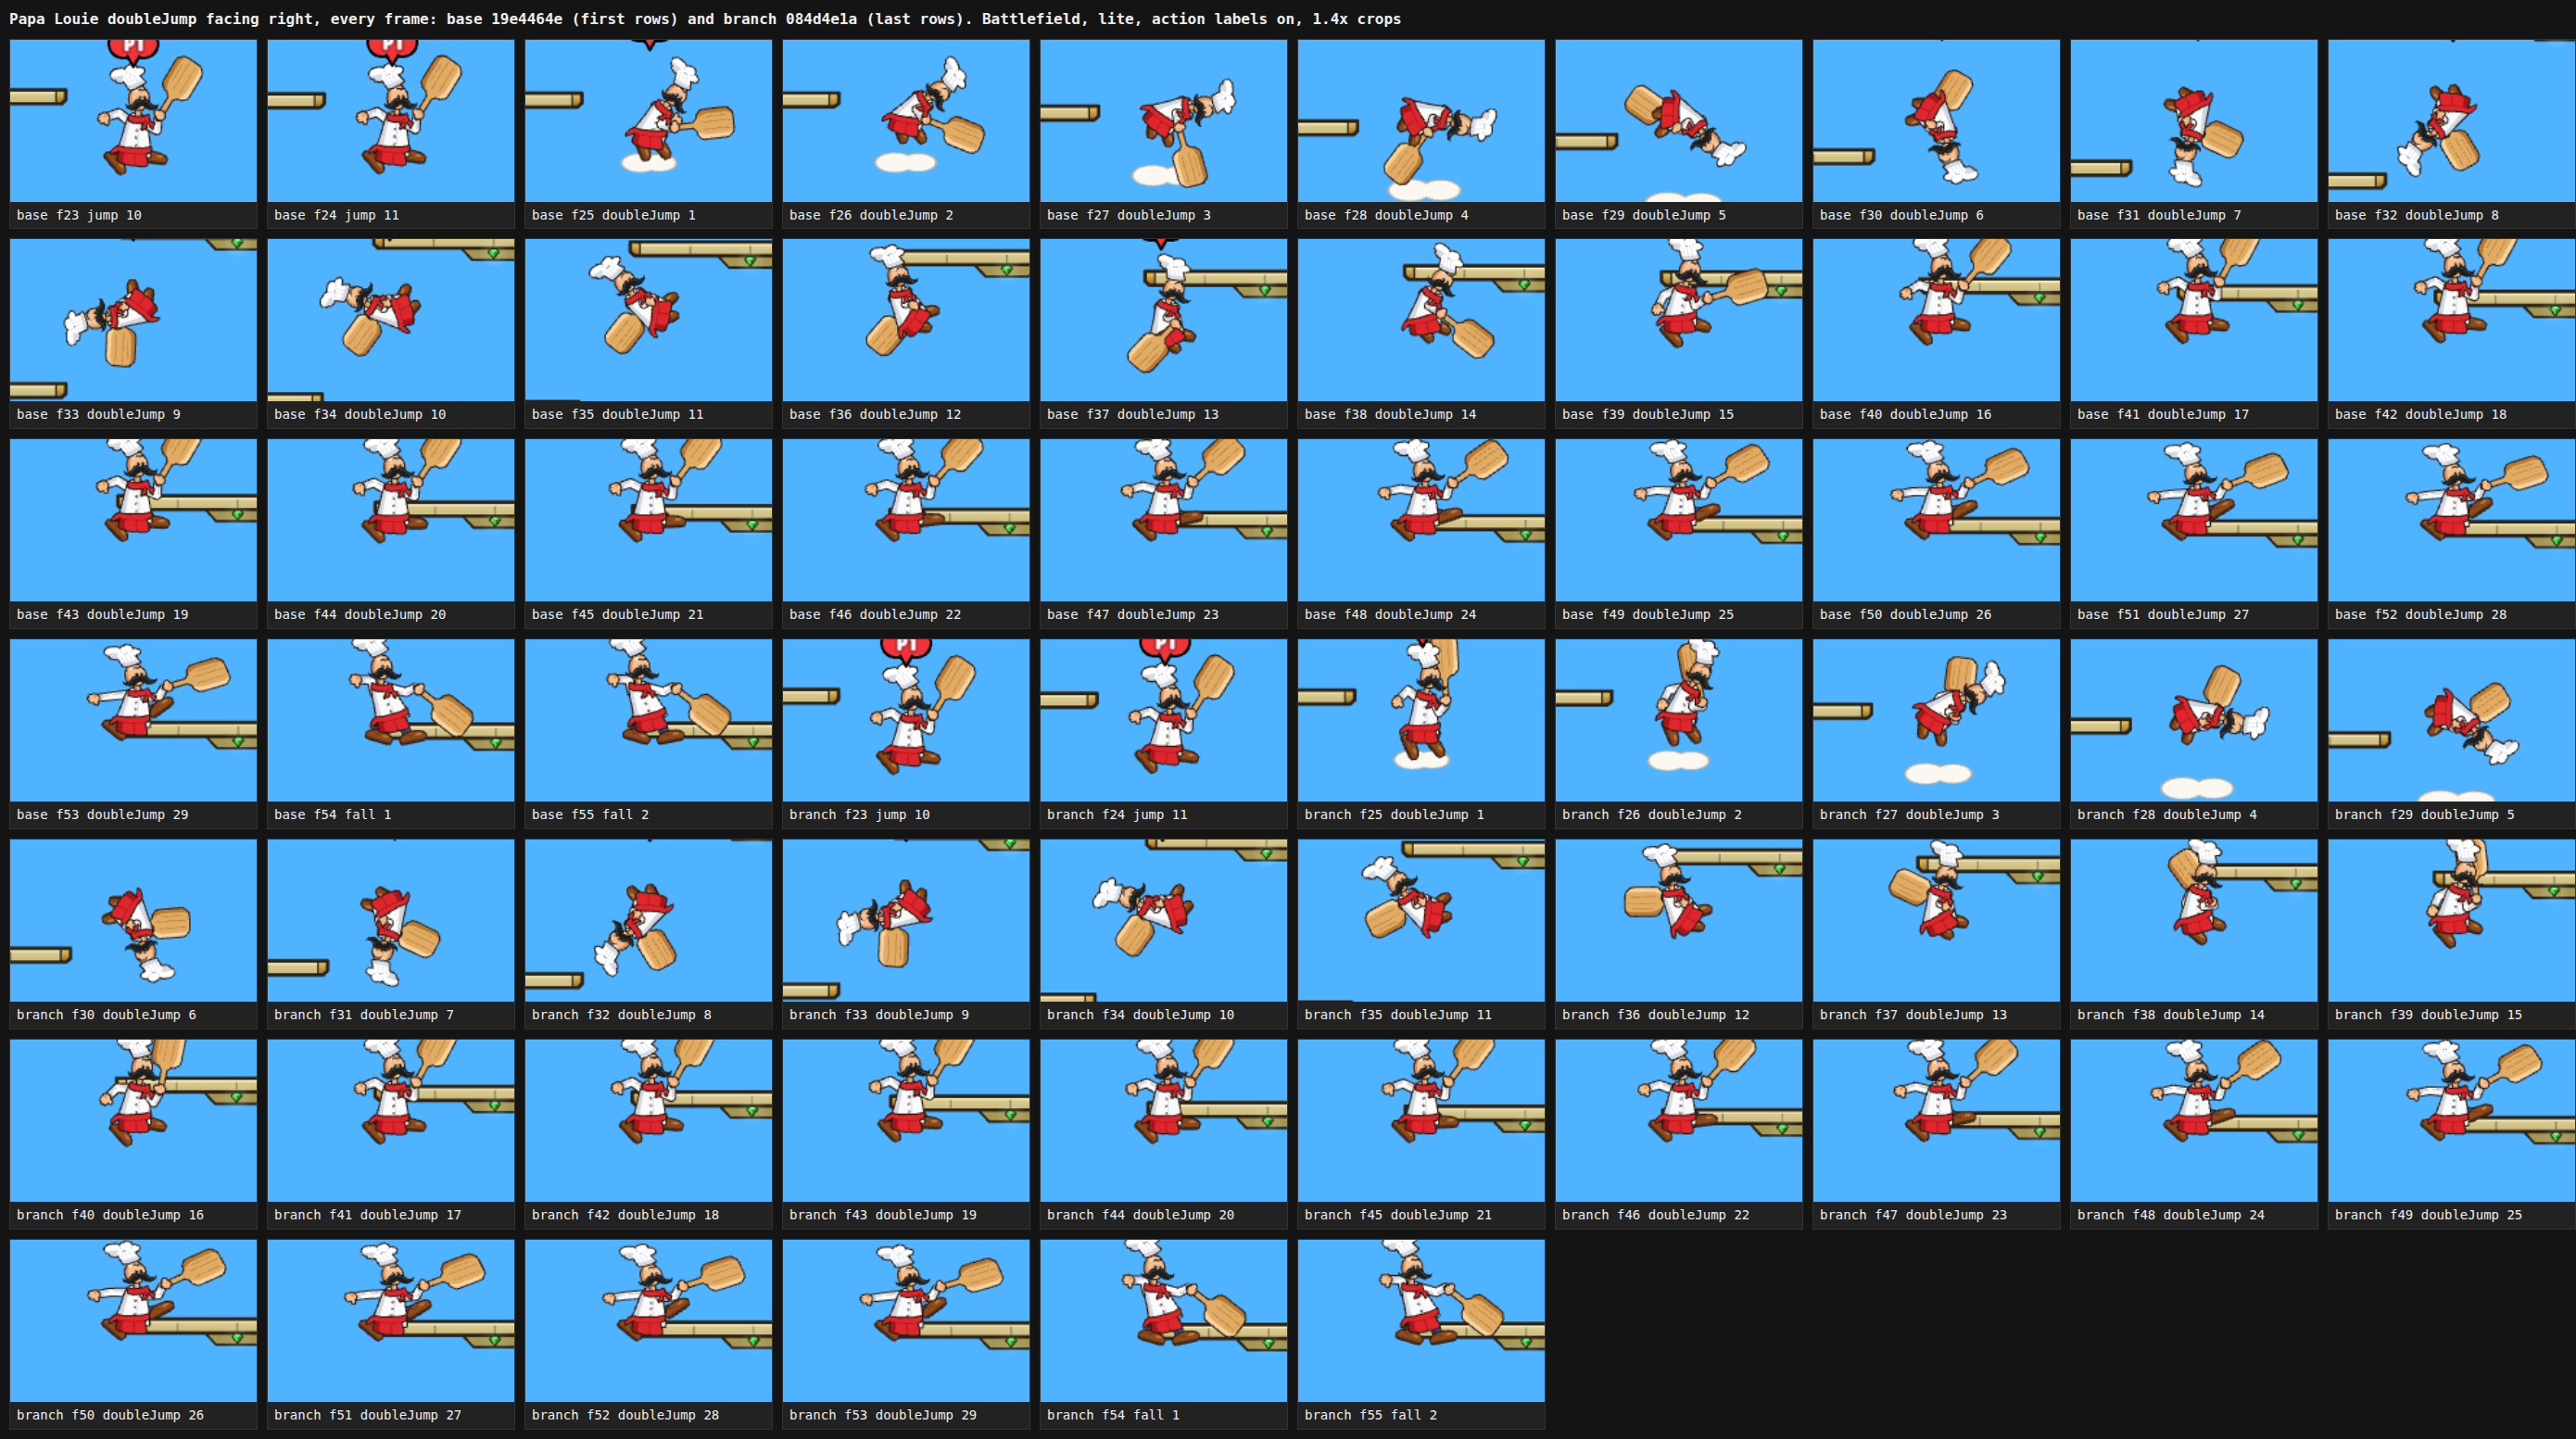 Papa Louie doubleJump facing right, every frame: base 19e4464e (first rows) and branch 084d4e1a (last rows). Battlefield, lite, action labels on, 1.4x crops
P1
P1
base f23 jump 10
base f24 jump 11
base f25 doubleJump 1
base f26 doubleJump 2
base f27 doubleJump 3
base f28 doubleJump 4
base f29 doubleJump 5
base f30 doubleJump 6
base f31 doubleJump 7
base f32 doubleJump 8
base f33 doubleJump 9
base f34 doubleJump 10
base f35 doubleJump 11
base f36 doubleJump 12
base f37 doubleJump 13
base f38 doubleJump 14
base f39 doubleJump 15
base f40 doubleJump 16
base f41 doubleJump 17
base f42 doubleJump 18
base f43 doubleJump 19
base f44 doubleJump 20
base f45 doubleJump 21
base f46 doubleJump 22
base f47 doubleJump 23
base f48 doubleJump 24
base f49 doubleJump 25
base f50 doubleJump 26
base f51 doubleJump 27
base f52 doubleJump 28
P1
P1
base f53 doubleJump 29
base f54 fall 1
base f55 fall 2
branch f23 jump 10
branch f24 jump 11
branch f25 doubleJump 1
branch f26 doubleJump 2
branch f27 doubleJump 3
branch f28 doubleJump 4
branch f29 doubleJump 5
branch f30 doubleJump 6
branch f31 doubleJump 7
branch f32 doubleJump 8
branch f33 doubleJump 9
branch f34 doubleJump 10
branch f35 doubleJump 11
branch f36 doubleJump 12
branch f37 doubleJump 13
branch f38 doubleJump 14
branch f39 doubleJump 15
branch f40 doubleJump 16
branch f41 doubleJump 17
branch f42 doubleJump 18
branch f43 doubleJump 19
branch f44 doubleJump 20
branch f45 doubleJump 21
branch f46 doubleJump 22
branch f47 doubleJump 23
branch f48 doubleJump 24
branch f49 doubleJump 25
branch f50 doubleJump 26
branch f51 doubleJump 27
branch f52 doubleJump 28
branch f53 doubleJump 29
branch f54 fall 1
branch f55 fall 2